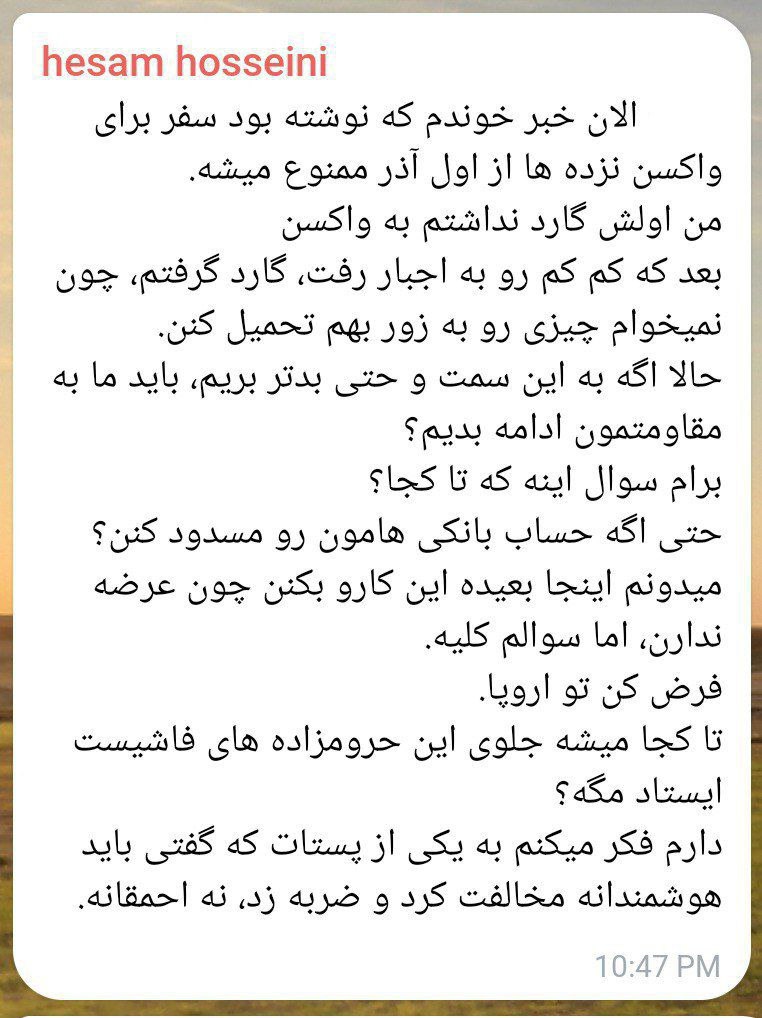 hesam hosseini
الان خبر خوندم که نوشته بود سفر برای
واکسن نزده ها از اول آذر ممنوع میشه.
من اولش گارد نداشتم به واکسن
بعد که کم کم رو به اجبار رفت، گارد گرفتم، چون
نمیخوام چیزی رو به زور بهم تحمیل کنن.
حالا اگه به این سمت و حتی بدتر بریم، باید ما به
مقاومتمون ادامه بدیم؟
برام سوال اینه که تا کجا؟
حتی اگه حساب بانکی هامون رو مسدود کنن؟
میدونم اینجا بعیده این کارو بکنن چون عرضه
ندارن، اما سوالم کلیه.
فرض کن تو اروپا.
تا کجا میشه جلوی این حرومزاده های فاشیست
ایستاد مگه؟
دارم فکر میکنم به یکی از پستات که گفتی باید
هوشمندانه مخالفت کرد و ضربه زد، نه احمقانه.
10:47 PM